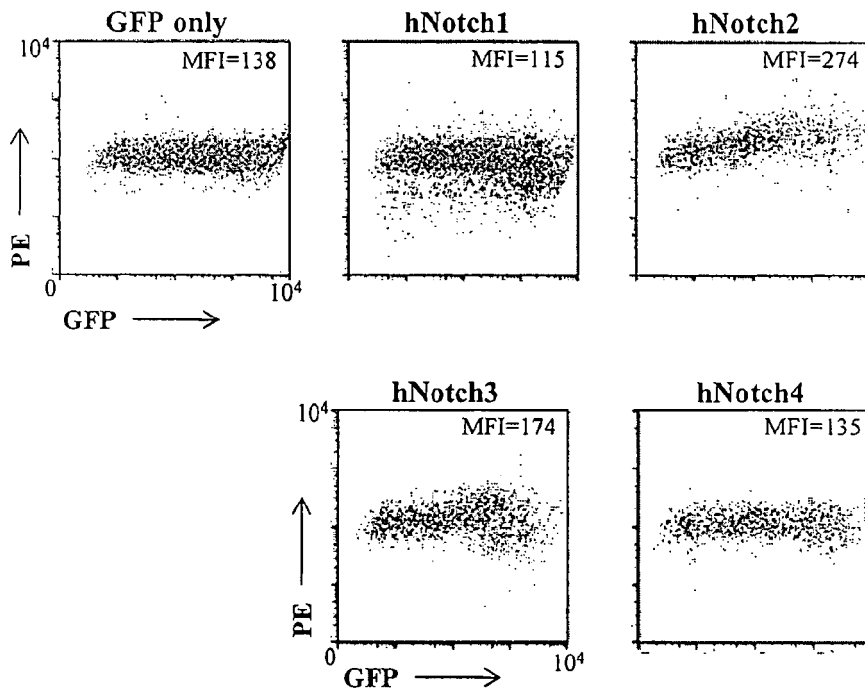 GFP only
hNotch1
hNotch2
10⁴
MFI=138
MFI=115
MFI=274
PE
0
10⁴
GFP
hNotch3
hNotch4
10⁴
MFI=174
MFI=135
PE
0
10⁴
GFP